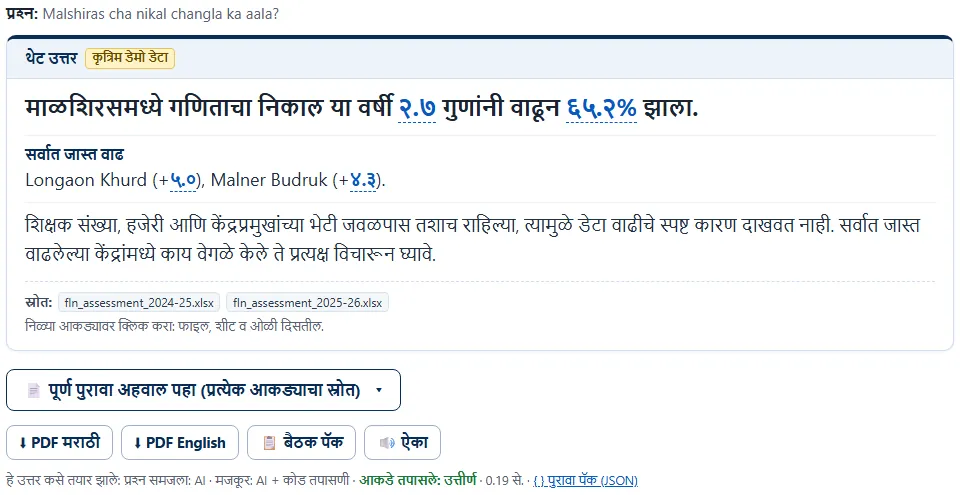 प्रश्न: Malshiras cha nikal changla ka aala?
थेट उत्तर कृत्रिम डेमो डेटा
माळशिरसमध्ये गणिताचा निकाल या वर्षी २.७ गुणांनी वाढून ६५.२% झाला.
सर्वात जास्त वाढ
Longaon Khurd (+५.०), Malner Budruk (+४.३).
शिक्षक संख्या, हजेरी आणि केंद्रप्रमुखांच्या भेटी जवळपास तशाच राहिल्या, त्यामुळे डेटा वाढीचे स्पष्ट कारण दाखवत नाही. सर्वात जास्त
वाढलेल्या केंद्रांमध्ये काय वेगळे केले ते प्रत्यक्ष विचारून घ्यावे.
स्रोत: fln_assessment_2024-25.xlsx fln_assessment_2025-26.xlsx
निळ्या आकड्यावर क्लिक करा: फाइल, शीट व ओळी दिसतील.
पूर्ण पुरावा अहवाल पहा (प्रत्येक आकड्याचा स्रोत)
⬇ PDF मराठी ⬇ PDF English बैठक पॅक ऐका
हे उत्तर कसे तयार झाले: प्रश्न समजला: AI · मजकूर: AI + कोड तपासणी · आकडे तपासले: उत्तीर्ण · 0.19 से. · { } पुरावा पॅक (JSON)